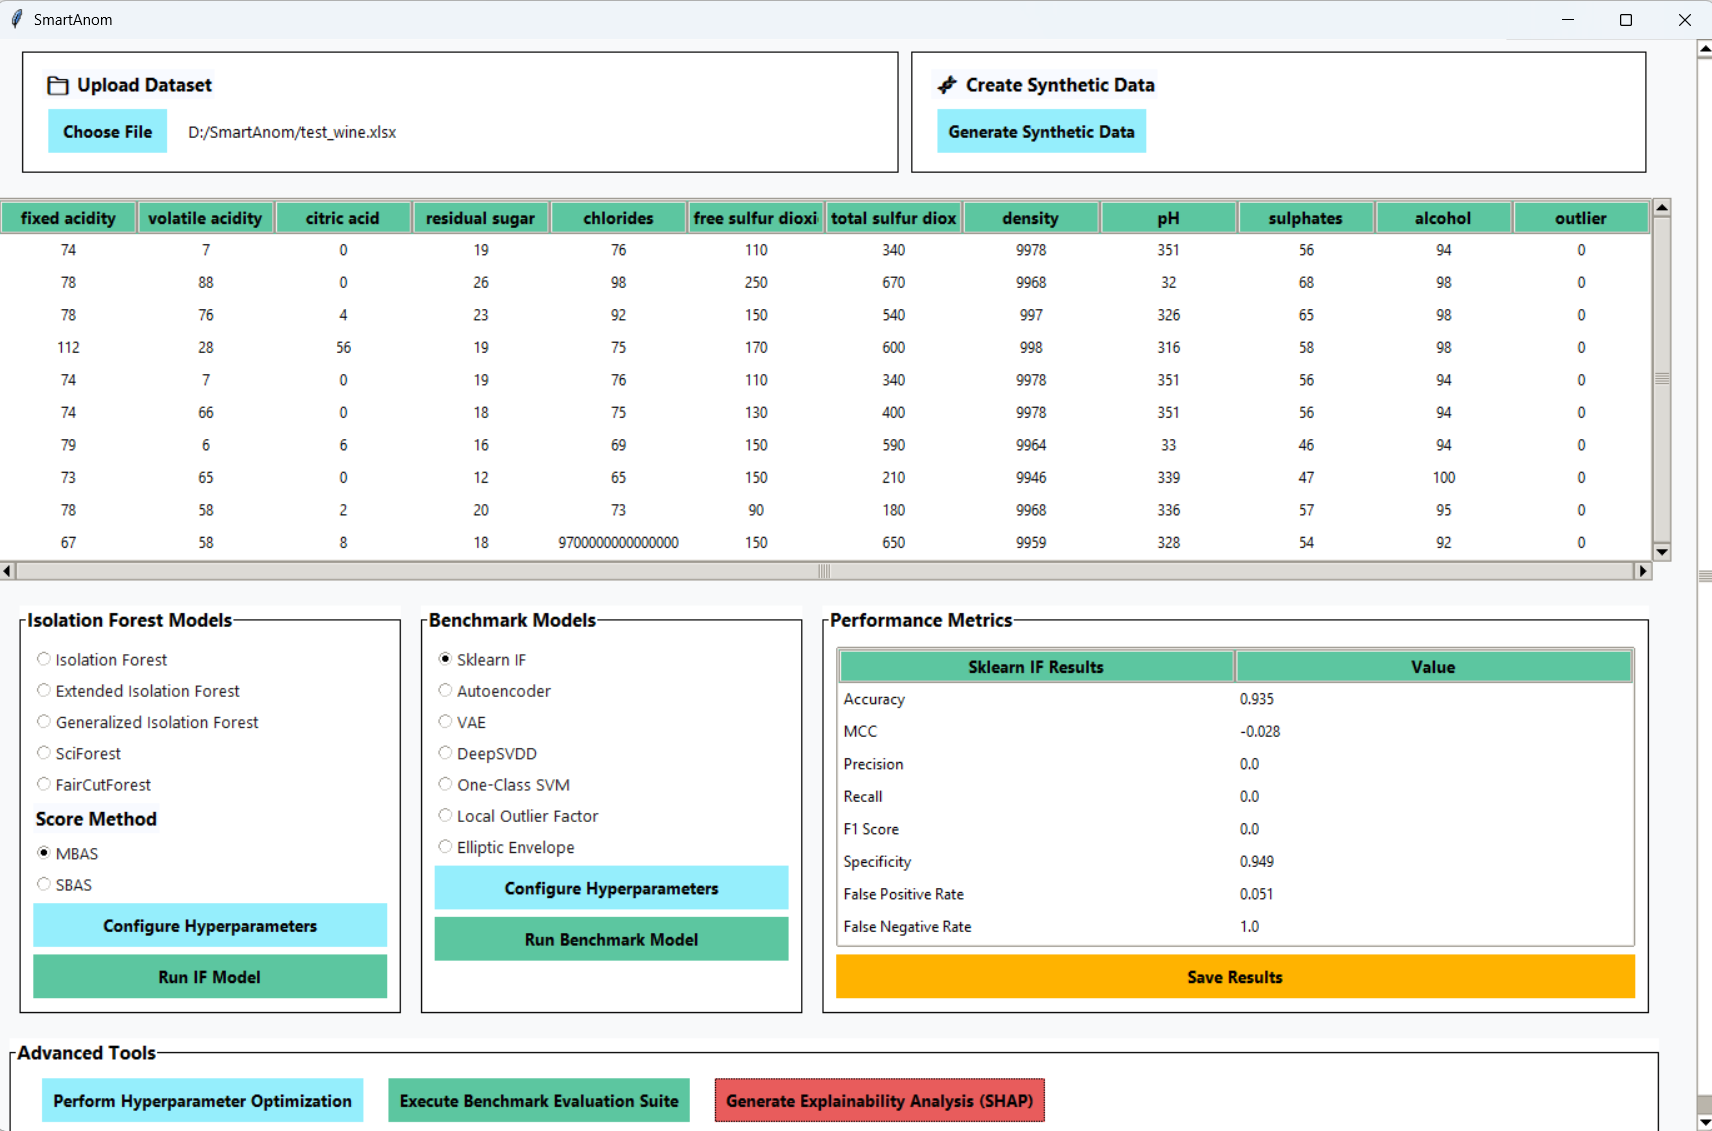 SmartAnom
Upload Dataset
Choose File D:/SmartAnom/test_wine.xlsx
Create Synthetic Data
Generate Synthetic Data
fixed acidity volatile acidity citric acid residual sugar chlorides free sulfur dioxi total sulfur diox density pH sulphates alcohol outlier
74 7 0 19 76 110 340 9978 351 56 94 0
78 88 0 26 98 250 670 9968 32 68 98 0
78 76 4 23 92 150 540 997 326 65 98 0
112 28 56 19 75 170 600 998 316 58 98 0
74 7 0 19 76 110 340 9978 351 56 94 0
74 66 0 18 75 130 400 9978 351 56 94 0
79 6 6 16 69 150 590 9964 33 46 94 0
73 65 0 12 65 150 210 9946 339 47 100 0
78 58 2 20 73 90 180 9968 336 57 95 0
67 58 8 18 9700000000000000 150 650 9959 328 54 92 0
Isolation Forest Models
Isolation Forest
Extended Isolation Forest
Generalized Isolation Forest
SciForest
FairCutForest
Score Method
MBAS
SBAS
Configure Hyperparameters
Run IF Model
Benchmark Models
Sklearn IF
Autoencoder
VAE
DeepSVDD
One-Class SVM
Local Outlier Factor
Elliptic Envelope
Configure Hyperparameters
Run Benchmark Model
Performance Metrics
Sklearn IF Results Value
Accuracy 0.935
MCC -0.028
Precision 0.0
Recall 0.0
F1 Score 0.0
Specificity 0.949
False Positive Rate 0.051
False Negative Rate 1.0
Save Results
Advanced Tools
Perform Hyperparameter Optimization Execute Benchmark Evaluation Suite Generate Explainability Analysis (SHAP)